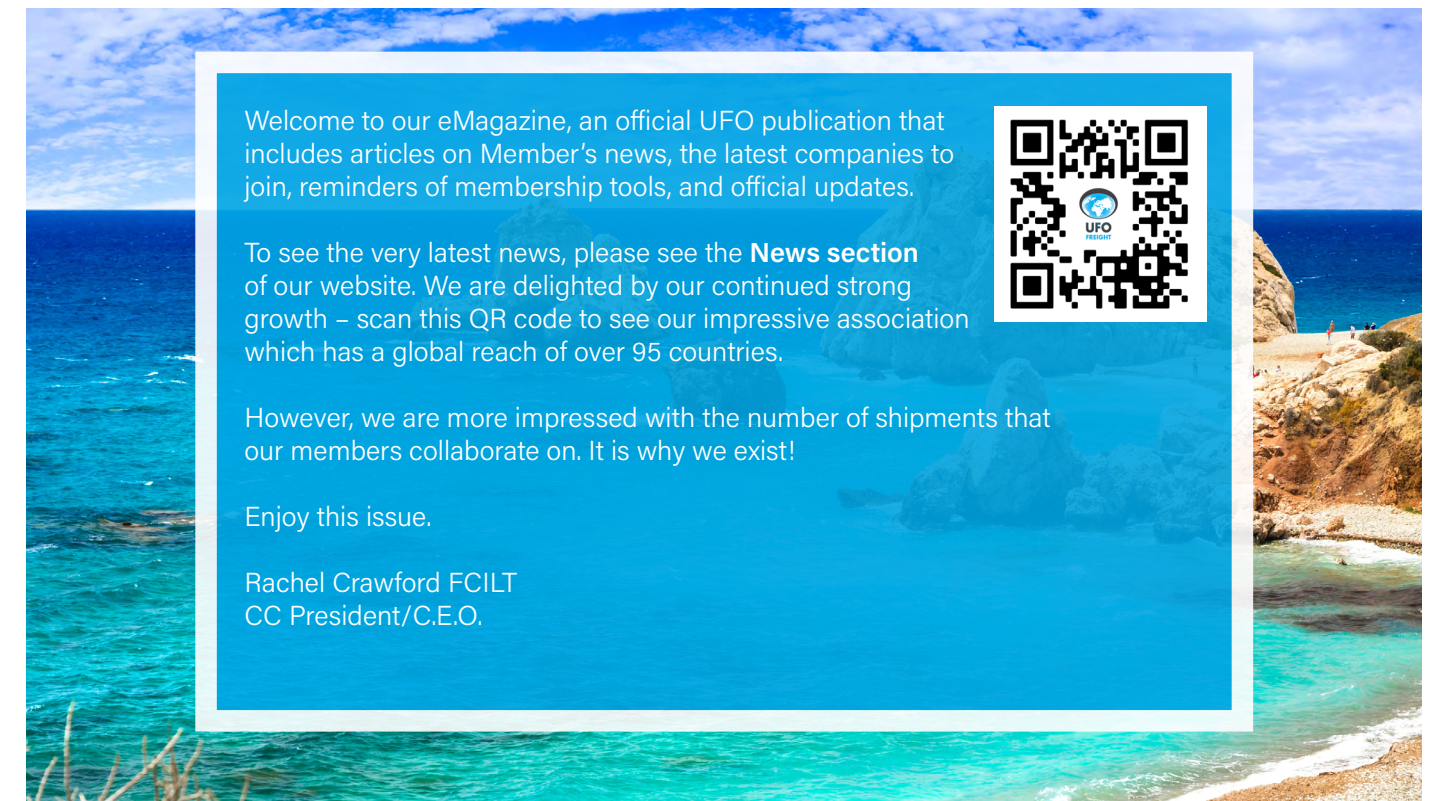 Welcome to our eMagazine, an official UFO publication that
includes articles on Member's news, the latest companies to
join, reminders of membership tools, and official updates.
To see the very latest news, please see the News section
of our website. We are delighted by our continued strong
growth – scan this QR code to see our impressive association
which has a global reach of over 95 countries.
However, we are more impressed with the number of shipments that
our members collaborate on. It is why we exist!
Enjoy this issue.
Rachel Crawford FCILT
CC President/C.E.O.
UFO
FREIGHT